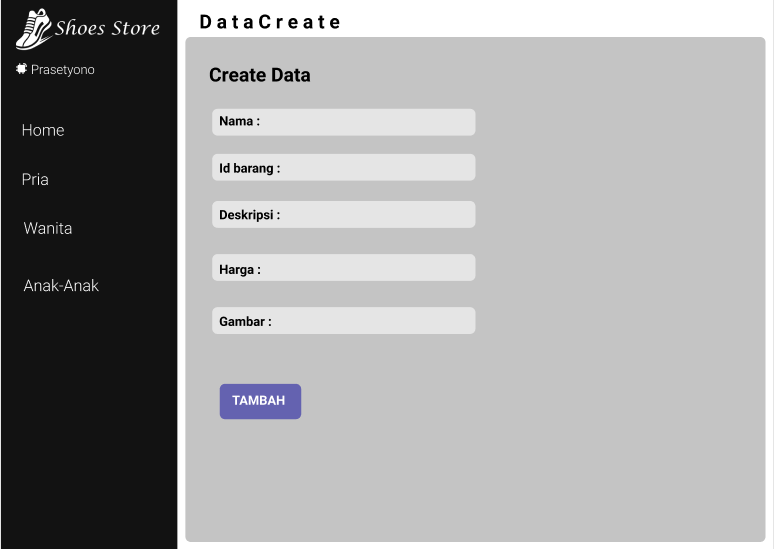 Shoes Store
Prasetyono
Home
Pria
Wanita
Anak-Anak
DataCreate
Create Data
Nama :
Id barang :
Deskripsi :
Harga :
Gambar :
TAMBAH